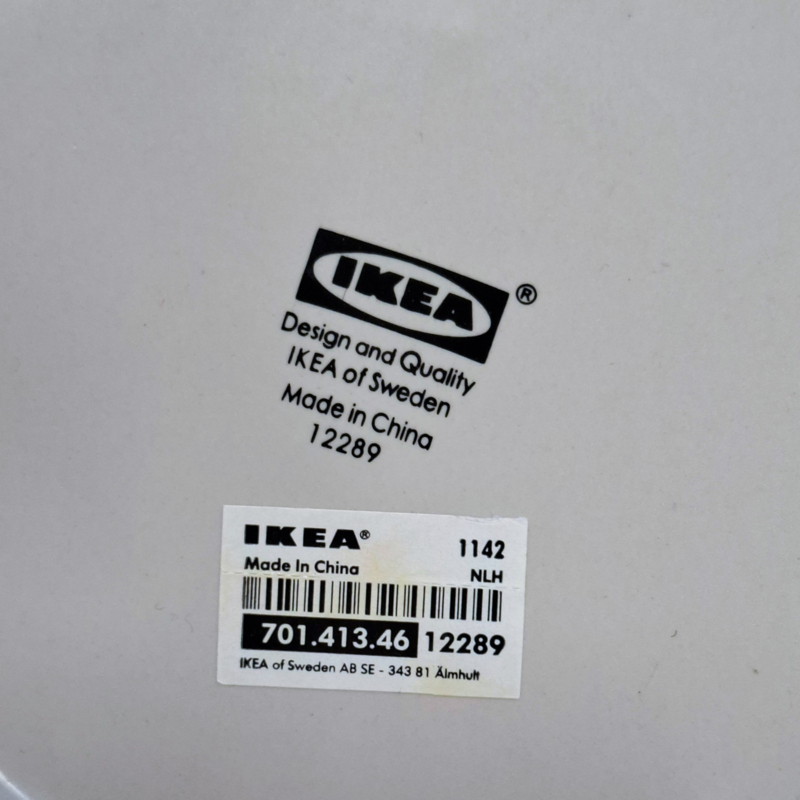 IKEA ®
Design and Quality
IKEA of Sweden
Made in China
12289
IKEA® 1142
Made In China NLH
701.413.46 12289
IKEA of Sweden AB SE - 343 81 Älmhult